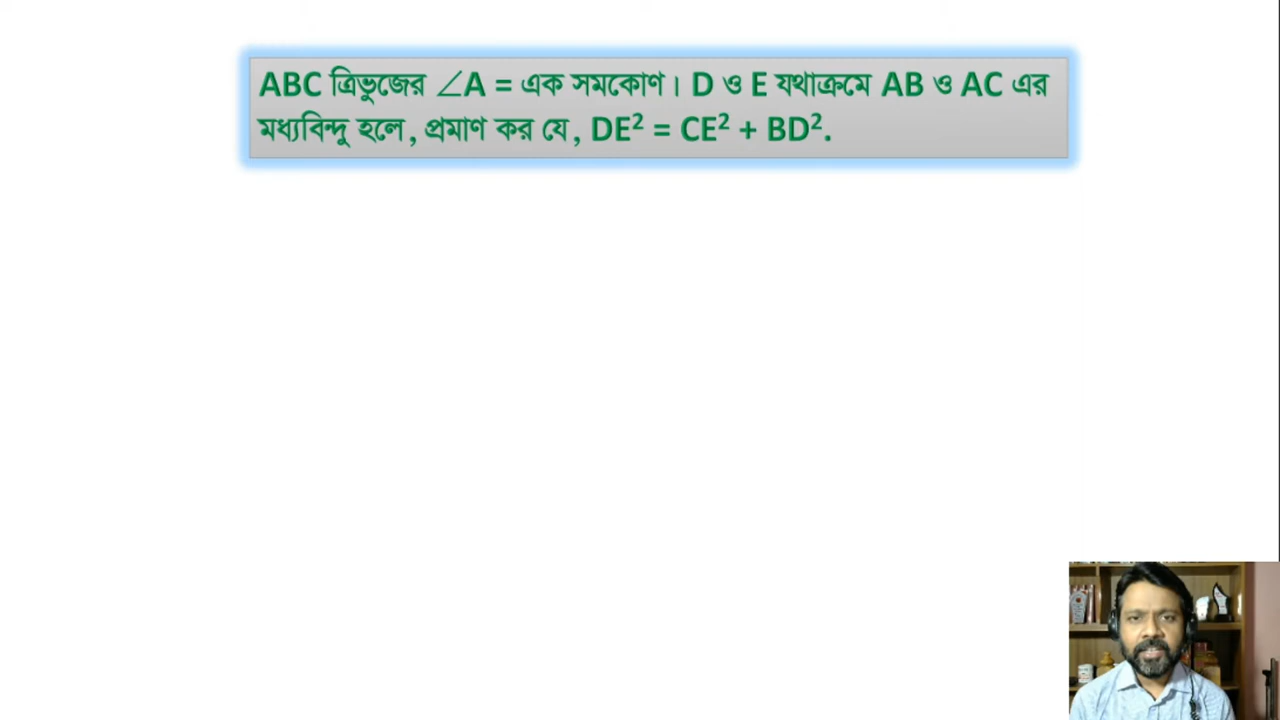 ABC ত্রিভুজের ∠A = এক সমকোণ। D ও E যথাক্রমে AB ও AC এর
মধ্যবিন্দু হলে, প্রমাণ কর যে, DE² = CE² + BD².